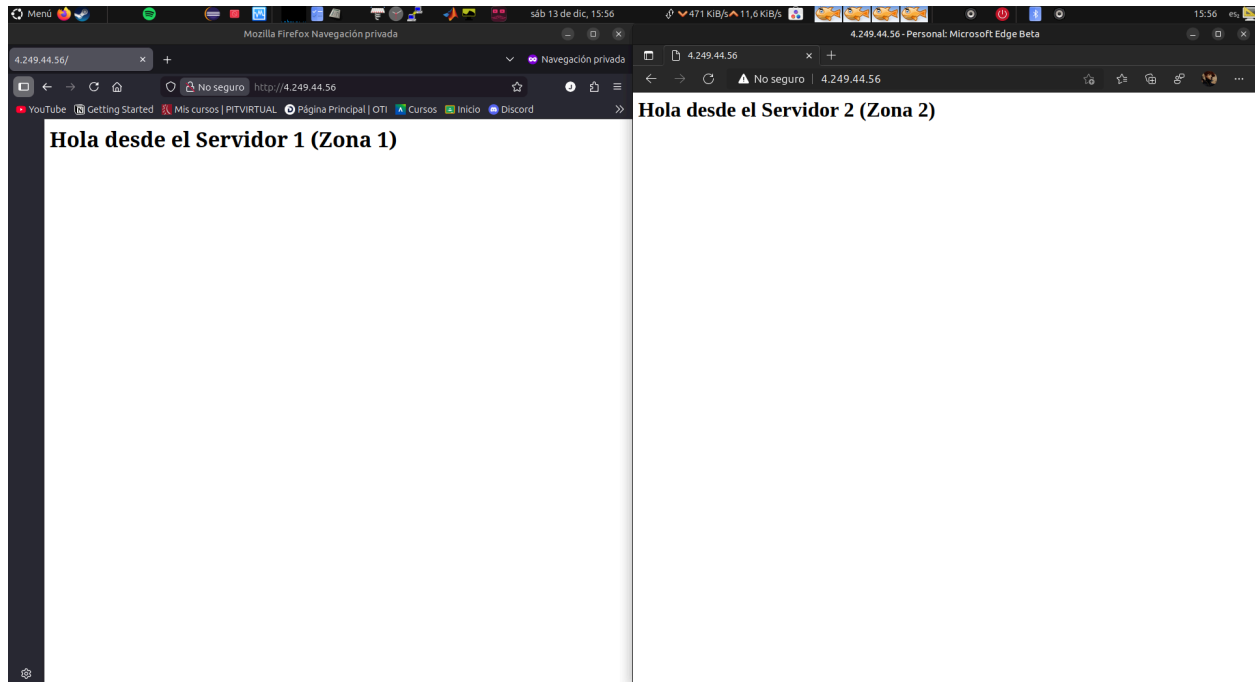 Menú
sáb 13 de dic, 15:56
471 KiB/s 11,6 KiB/s
15:56 es₂
Mozilla Firefox Navegación privada
4.249.44.56/
Navegación privada
No seguro http://4.249.44.56
YouTube Getting Started Mis cursos | PITVIRTUAL Página Principal | OTI Cursos Inicio Discord
Hola desde el Servidor 1 (Zona 1)
4.249.44.56 - Personal: Microsoft Edge Beta
4.249.44.56
No seguro 4.249.44.56
Hola desde el Servidor 2 (Zona 2)